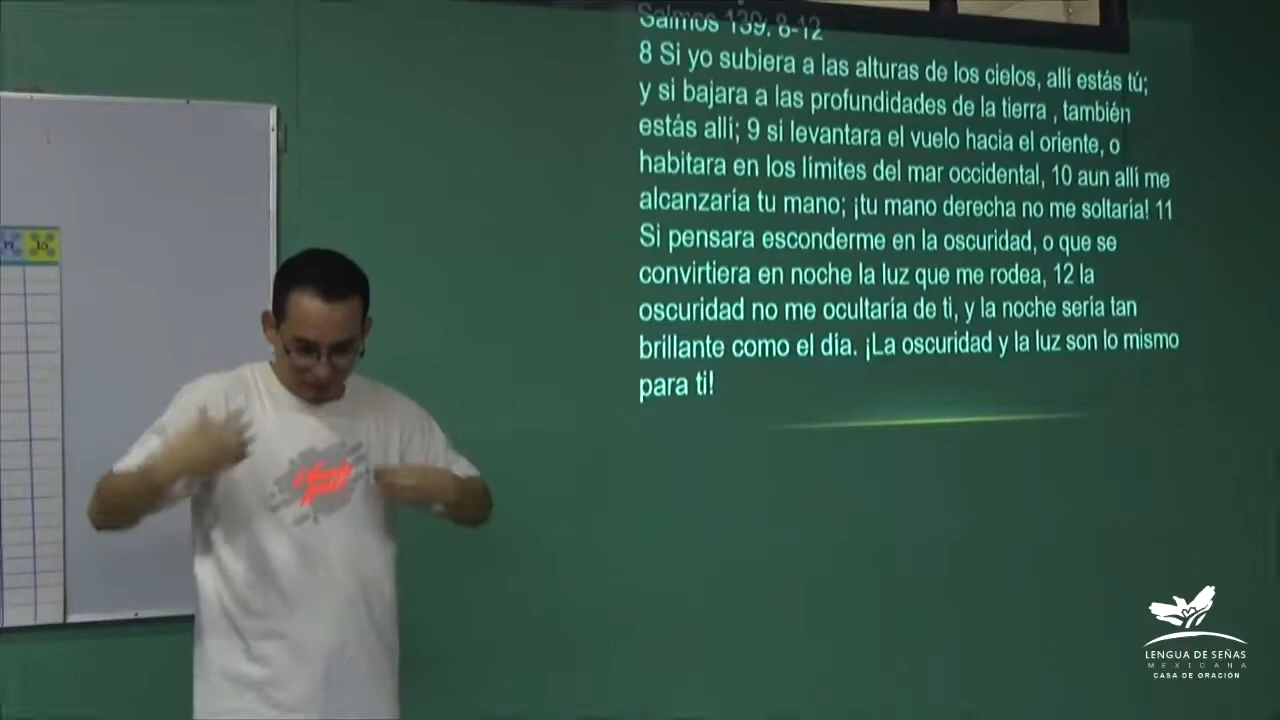 Salmos 139: 8-12
8 Si yo subiera a las alturas de los cielos, allí estás tú;
y si bajara a las profundidades de la tierra , también
estás allí; 9 si levantara el vuelo hacia el oriente, o
habitara en los límites del mar occidental, 10 aun allí me
alcanzaría tu mano; ¡tu mano derecha no me soltaría! 11
Si pensara esconderme en la oscuridad, o que se
convirtiera en noche la luz que me rodea, 12 la
oscuridad no me ocultaría de ti, y la noche sería tan
brillante como el día. ¡La oscuridad y la luz son lo mismo
para ti!
LENGUA DE SEÑAS
MEXICANA
CASA DE ORACIÓN